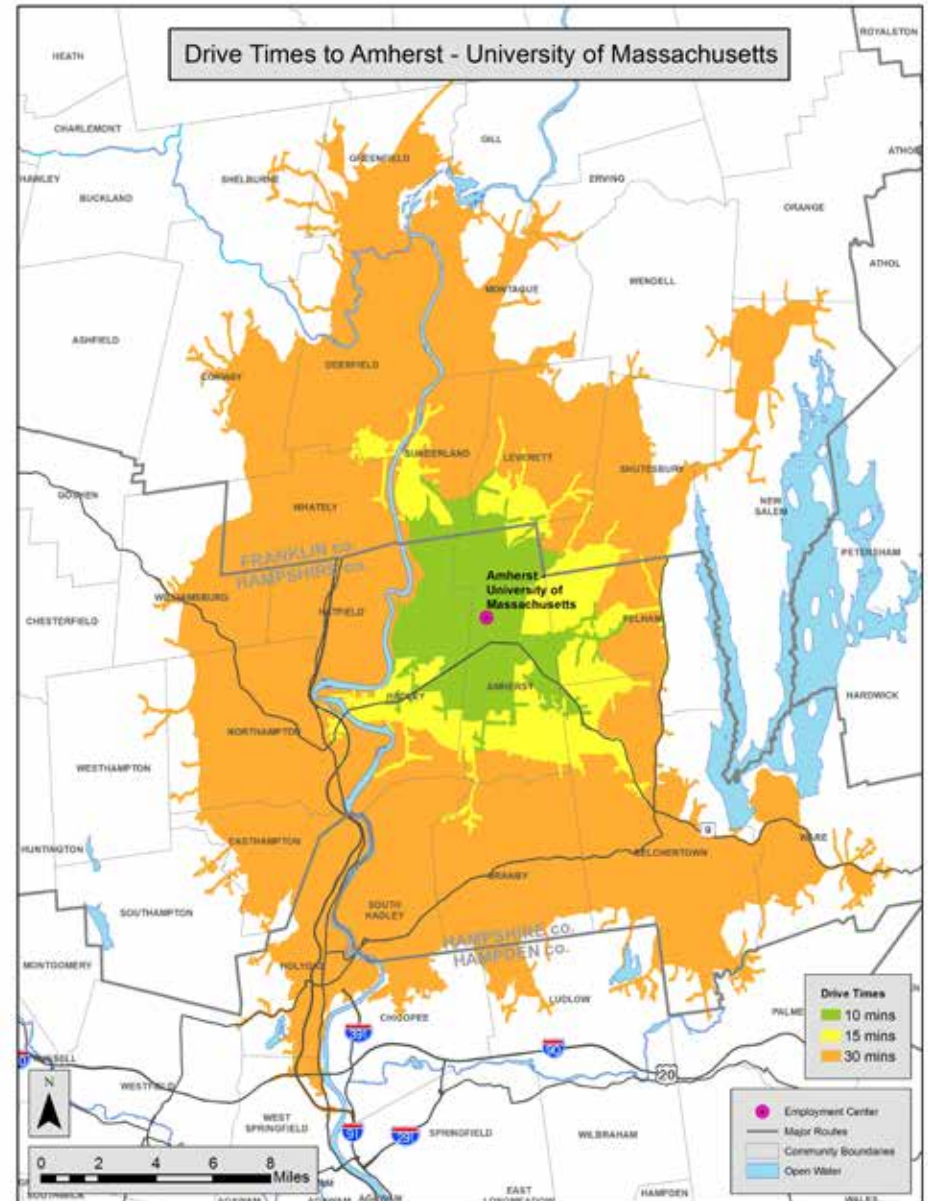 Drive Times to Amherst - University of Massachusetts
ROYALSTON
HEATH
CHARLEMONT
GILL
GREENFIELD
SHELBURNE
ERVING
HAWLEY
BUCKLAND
ORANGE
ATHOL
WENDELL
MONTAGUE
ASHFIELD
DEERFIELD
CONWAY
SUNDERLAND
LEVERETT
SHUTESBURY
GOSHEN
WHATELY
NEW
SALEM
PETERSHAM
FRANKLIN co.
HAMPSHIRE co.
Amherst -
University of
Massachusetts
WILLIAMSBURG
HATFIELD
CHESTERFIELD
PELHAM
HADLEY
AMHERST
HARDWICK
NORTHAMPTON
WESTHAMPTON
9
WARE
EASTHAMPTON
HUNTINGTON
BELCHERTOWN
GRANBY
SOUTHAMPTON
SOUTH
HADLEY
HAMPSHIRE co.
HAMPDEN co.
MONTGOMERY
HOLYOKE
LUDLOW
CHICOPEE
PALME
391
90
20
WESTFIELD
WEST
SPRINGFIELD
91
291
SPRINGFIELD
WILBRAHAM
EAST
LONGMEADOW
HAMPDEN
AGAWAM
Drive Times
10 mins
15 mins
30 mins
Employment Center
Major Routes
Community Boundaries
Open Water
N
0 2 4 6 8
Miles